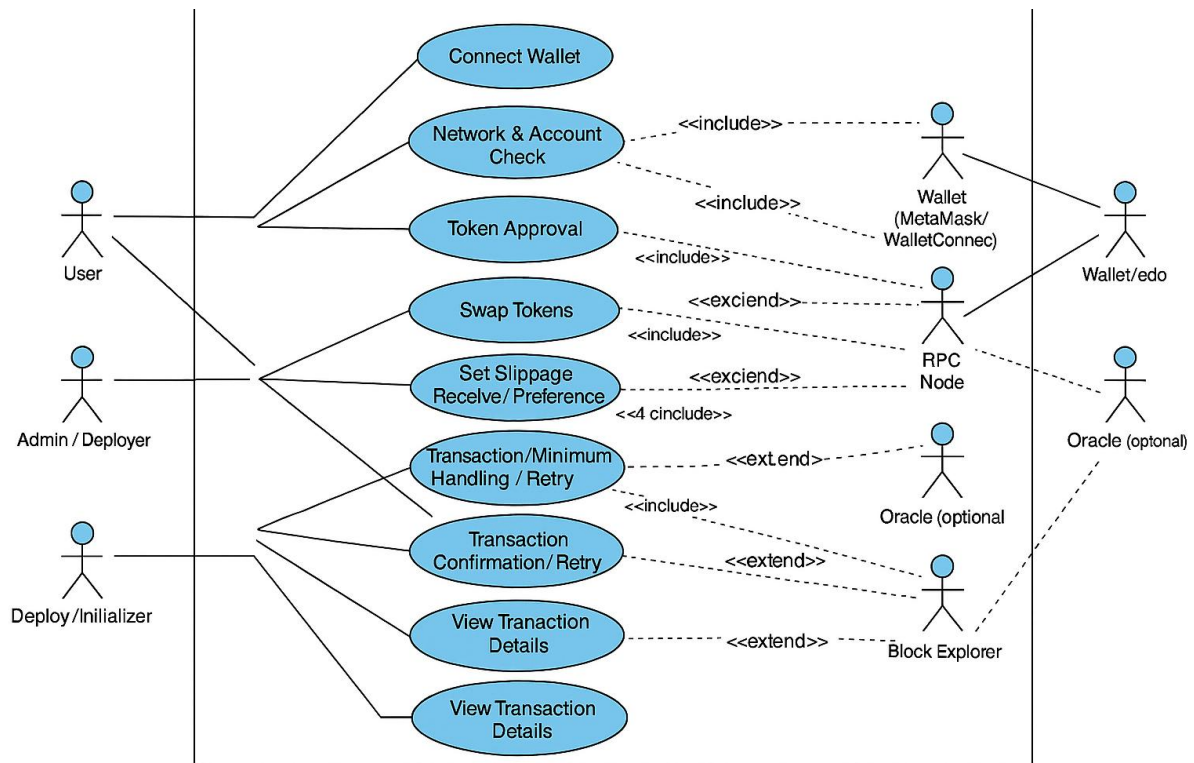 Connect Wallet
Network & Account
Check
<<include>>
<<include>>
Wallet
(MetaMask/
WalletConnec)
User
Token Approval
<<include>>
Wallet/edo
Swap Tokens
<<exciend>>
<<include>>
RPC
Node
Admin / Deployer
Set Slippage
Recelve / Preference
<<exciend>>
<<4 cinclude>>
Oracle (optonal)
Transaction/Minimum
Handling / Retry
<<ext.end>
<<include>>
Oracle (optional
Deploy /Inilializer
Transaction
Confirmation/ Retry
<<extend>>
View Tranaction
Details
<<extend>>
Block Explorer
View Transaction
Details